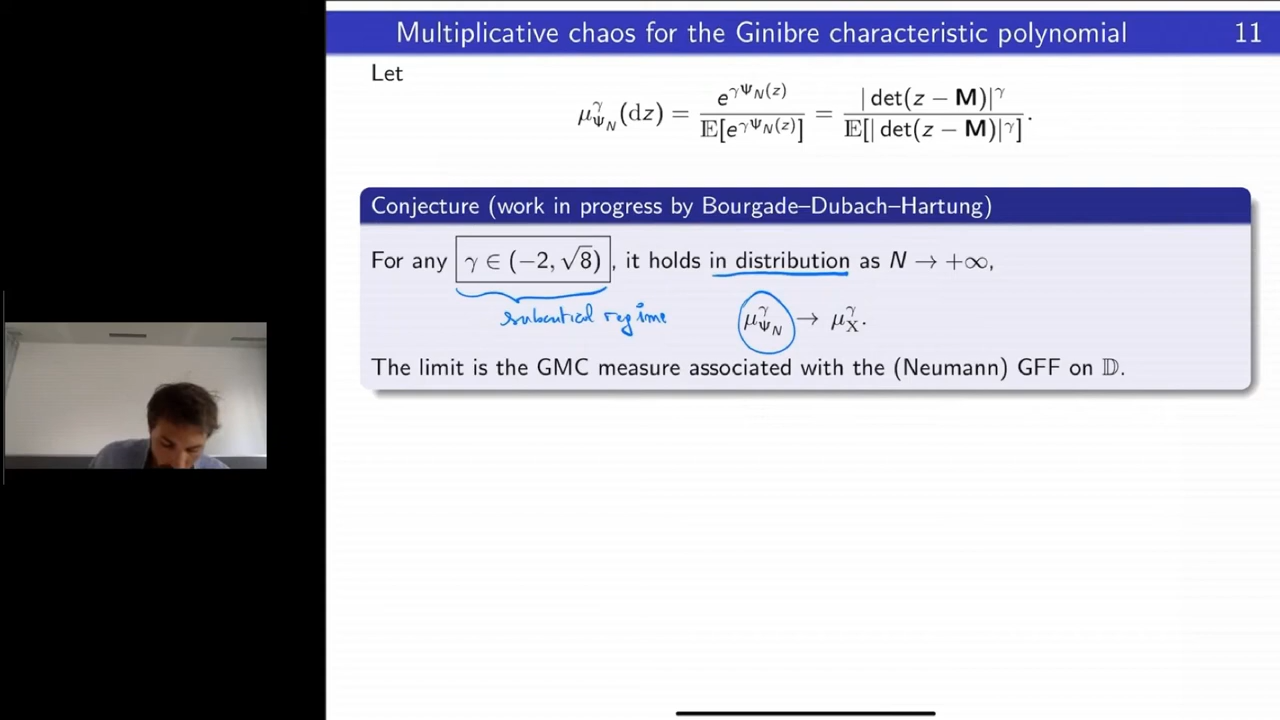 Multiplicative chaos for the Ginibre characteristic polynomial 11
Let
μ^γ_{Ψ_N}(dz) = e^{γΨ_N(z)} / 𝔼[e^{γΨ_N(z)}] = |det(z − M)|^γ / 𝔼[|det(z − M)|^γ].
Conjecture (work in progress by Bourgade–Dubach–Hartung)
For any γ ∈ (−2, √8), it holds in distribution as N → +∞,
subcritical regime
μ^γ_{Ψ_N} → μ^γ_X.
The limit is the GMC measure associated with the (Neumann) GFF on 𝔻.